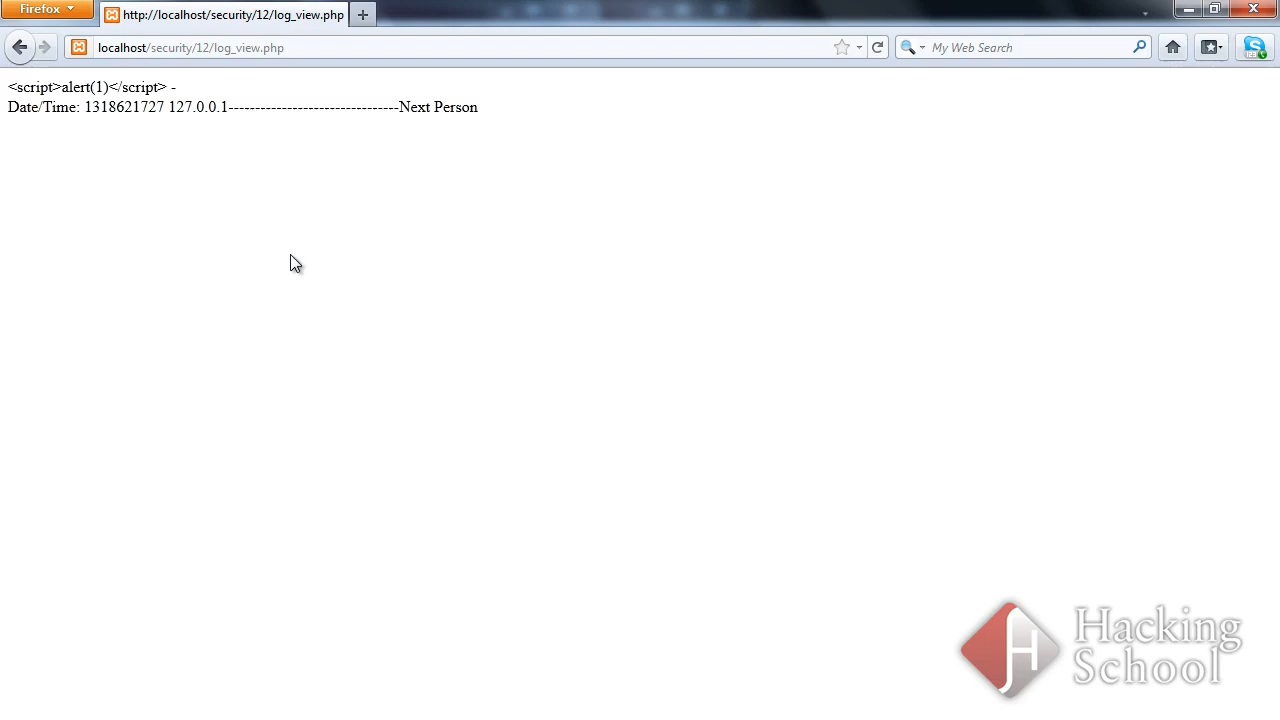 Firefox
http://localhost/security/12/log_view.php
localhost/security/12/log_view.php
My Web Search
<script>alert(1)</script> -
Date/Time: 1318621727 127.0.0.1--------------------------------Next Person
Hacking
School